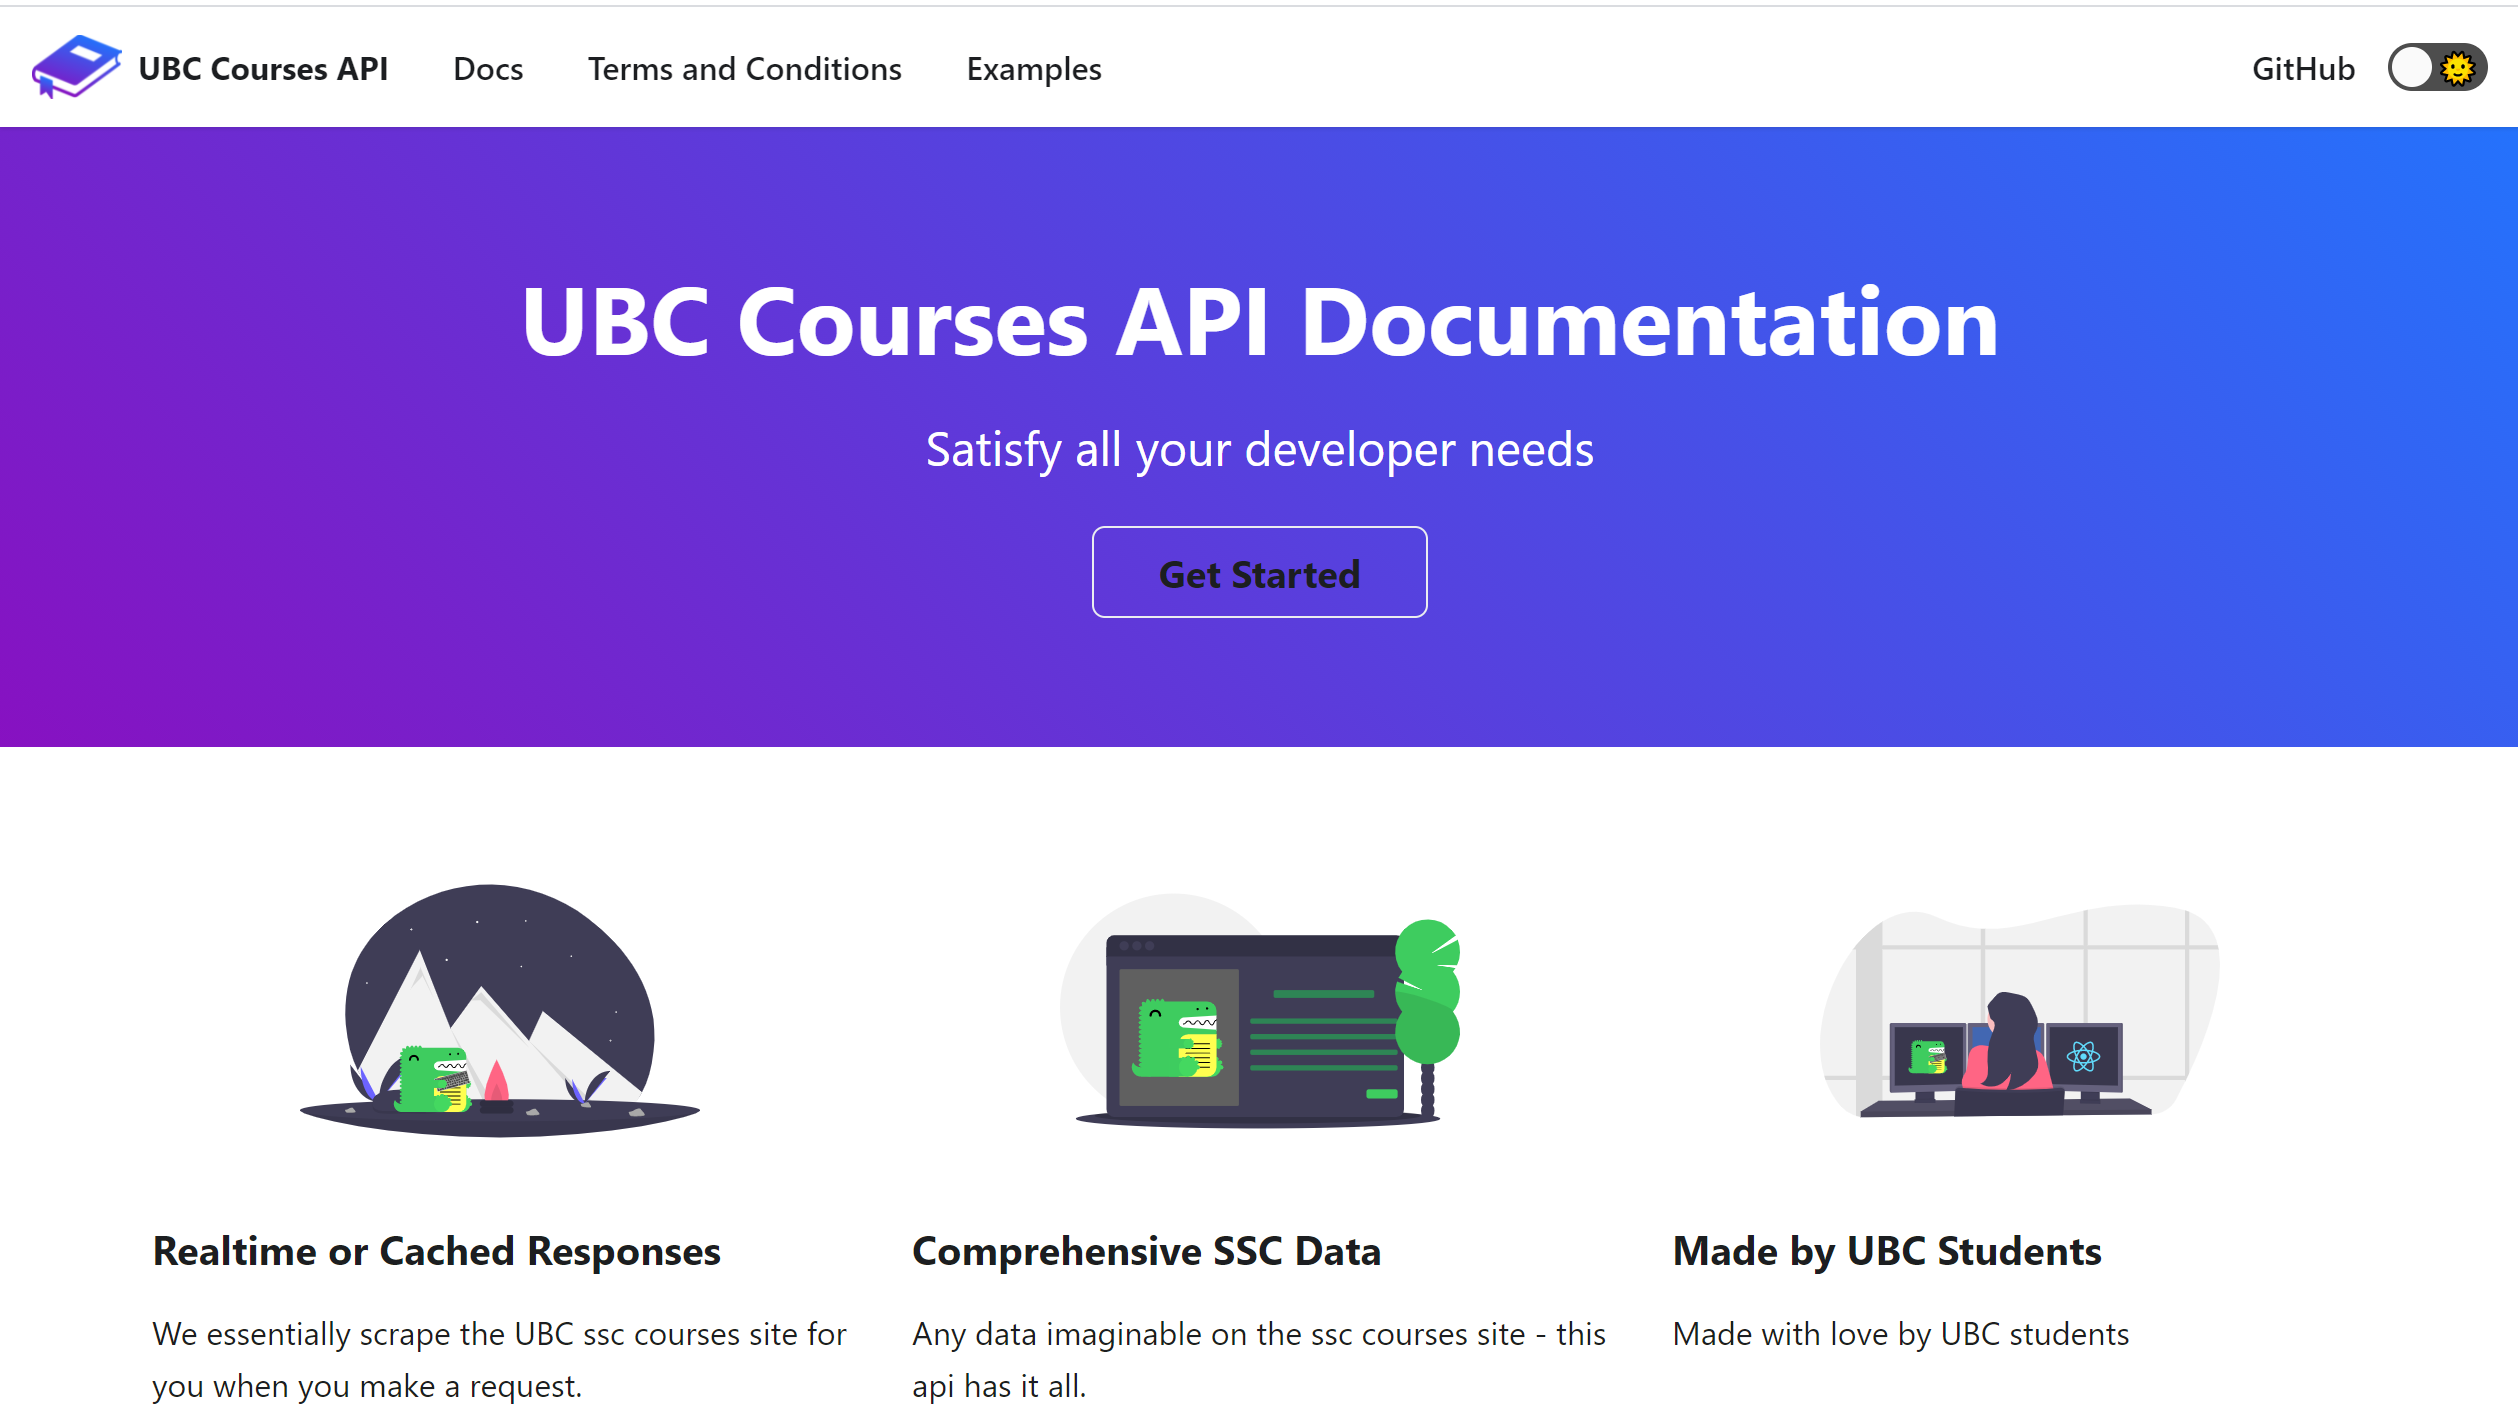 UBC Courses API
Docs
Terms and Conditions
Examples
GitHub
UBC Courses API Documentation
Satisfy all your developer needs
Get Started
Realtime or Cached Responses
We essentially scrape the UBC ssc courses site for
you when you make a request.
Comprehensive SSC Data
Any data imaginable on the ssc courses site - this
api has it all.
Made by UBC Students
Made with love by UBC students